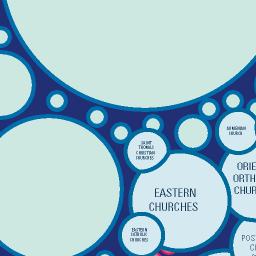 SAINT
THOMAS
CHRISTIAN
CHURCHES
ARMENIAN
CHURCH
EASTERN
CHURCHES
ORIE
ORTH
CHUR
EASTERN
CATHOLIC
CHURCHES
POS
C